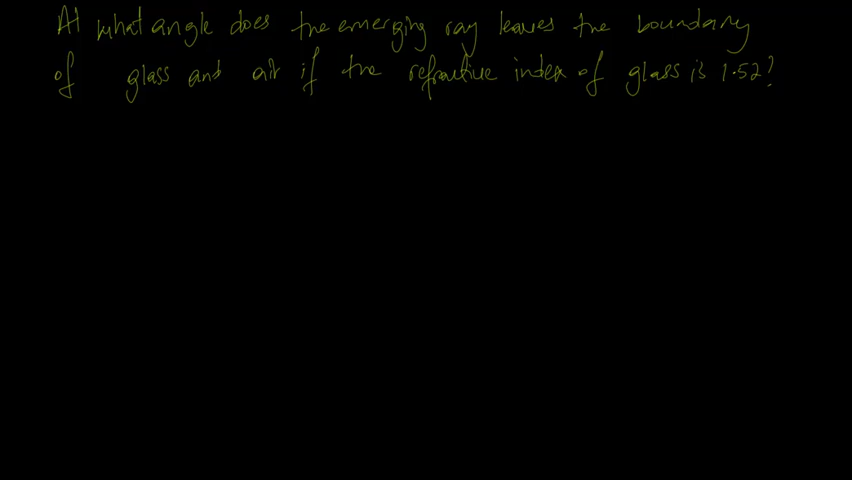 At what angle does the emerging ray leaves the boundary
of glass and air if the refractive index of glass is 1.52?